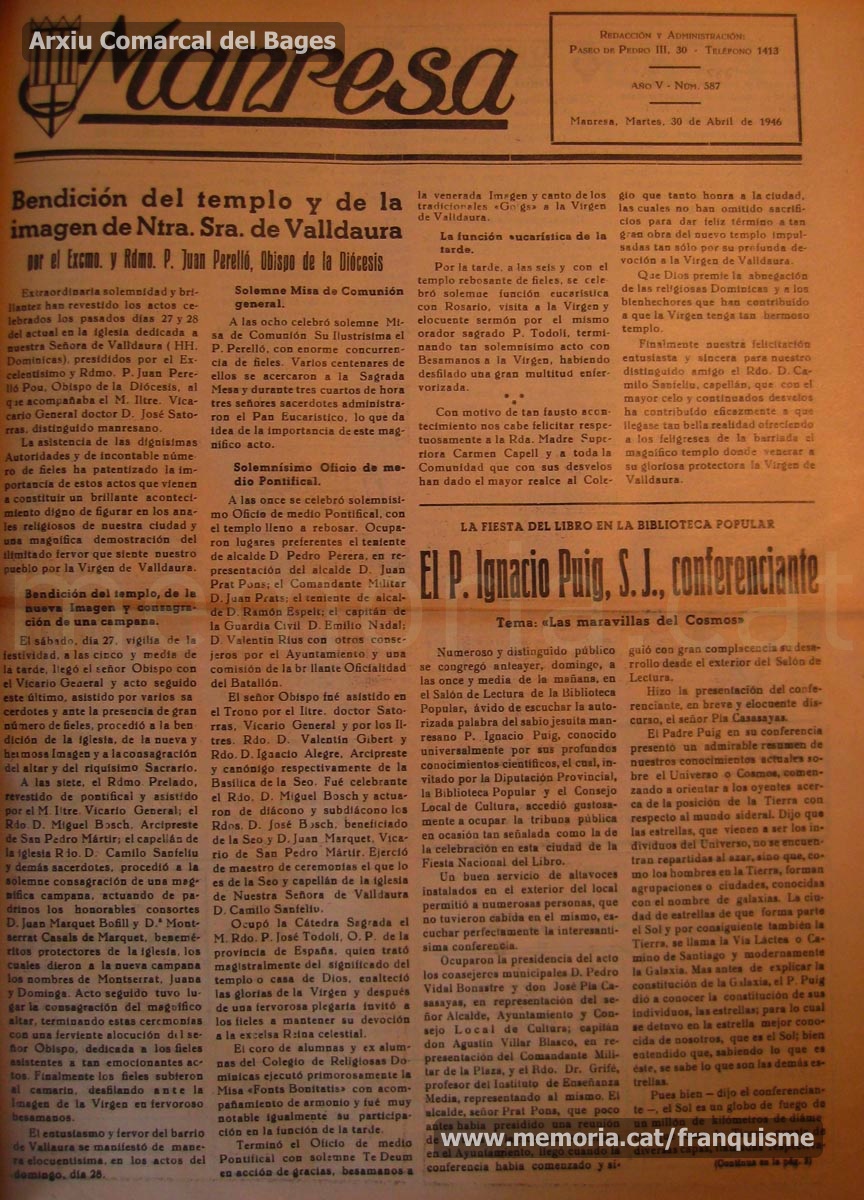 Arxiu Comarcal del Bages
Manresa
REDACCIÓN Y ADMINISTRACIÓN:
PASEO DE PEDRO III, 30 - TELÉFONO 1413
AÑO V - NÚM. 587
Manresa, Martes, 30 de Abril de 1946
Bendición del templo y de la
imagen de Ntra. Sra. de Valldaura
por el Excmo. y Rdmo. P. Juan Perelló, Obispo de la Diócesis
Extraordinaria solemnidad y bri-
llantez han revestido los actos ce-
lebrados los pasados días 27 y 28
del actual en la iglesia dedicada a
nuestra Señora de Valldaura (HH.
Dominicas), presididos por el Ex-
celentísimo y Rdmo. P. Juan Pere-
lló Pou, Obispo de la Diócesis, al
que acompañaba el M. Iltre. Vica-
cario General doctor D. José Sato-
rras, distinguido manresano.
La asistencia de las dignísimas
Autoridades y de incontable núme-
ro de fieles ha patentizado la im-
portancia de estos actos que vienen
a constituir un brillante aconteci-
miento digno de figurar en los ana-
les religiosos de nuestra ciudad y
una magnífica demostración del
ilimitado fervor que siente nuestro
pueblo por la Virgen de Valldaura.
Bendición del templo, de la
nueva Imagen y consagra-
ción de una campana.
El sábado, día 27, vigilia de la
festividad, a las cinco y media de
la tarde, llegó el señor Obispo con
el Vicario General y acto seguido
este último, asistido por varios sa
cerdotes y ante la presencia de gran
número de fieles, procedió a la ben-
dición de la iglesia, de la nueva y
hermosa Imagen y a la consagración
del altar y del riquísimo Sacrario.
A las siete, el Rdmo Prelado,
revestido de pontifical y asistido
por el M. Iltre. Vicario General; el
Rdo D. Miguel Bosch. Arcipreste
de San Pedro Mártir; el capellán de
la iglesia Rdo. D. Camilo Sanfeliu
y demás sacerdotes, procedió a la
solemne consagración de una mag-
nífica campana, actuando de pa-
drinos los honorables consortes
D. Juan Marquet Bofill y D.ª Mont-
serrat Casals de Marquet, benemé-
ritos protectores de la iglesia, los
cuales dieron a la nueva campana
los nombres de Montserrat, Juana
y Dominga. Acto seguido tuvo lu-
gar la consagración del magnífico
altar, terminando estas ceremonias
con una ferviente alocución del se-
ñor Obispo, dedicada a los fieles
asistentes a tan emocionantes ac-
tos. Finalmente los fieles subieron
al camarín, desfilando ante la
Imagen de la Virgen en fervoroso
besamanos.
El entusiasmo y fervor del barrio
de Vallaura se manifestó de mane-
ra elocuentísima, en los actos del
domingo, día 28.
Solemne Misa de Comunión
general.
A las ocho celebró solemne Mi-
sa de Comunión Su Ilustrísima el
P. Perelló, con enorme concurren-
cia de fieles. Varios centenares de
ellos se acercaron a la Sagrada
Mesa y durante tres cuartos de hora
tres señores sacerdotes administra-
ron el Pan Eucarístico, lo que da
idea de la importancia de este mag-
nífico acto.
Solemnísimo Oficio de me-
dio Pontifical.
A las once se celebró solemnísi-
mo Oficio de medio Pontifical, con
el templo lleno a rebosar. Ocupa-
ron lugares preferentes el teniente
de alcalde D Pedro Perera, en re-
presentación del alcalde D. Juan
Prat Pons; el Comandante Militar
D. Juan Prats; el teniente de alcal-
de D. Ramón Espelt; el capitán de
la Guardia Civil D. Emilio Nadal;
D. Valentín Rius con otros conse-
jeros por el Ayuntamiento y una
comisión de la brillante Oficialidad
del Batallón.
El señor Obispo fué asistido en
el Trono por el Iltre. doctor Sato-
rras, Vicario General y por los Il-
tres. Rdo. D. Valentín Gibert y
Rdo. D. Ignacio Alegre, Arcipreste
y canónigo respectivamente de la
Basílica de la Seo. Fué celebrante
el Rdo. D. Miguel Bosch y actua-
ron de diácono y subdiácono los
Rdos. D. José Bosch, beneficiado
de la Seo y D. Juan Marquet, Vica-
rio de San Pedro Mártir. Ejerció
de maestro de ceremonias el que lo
es de la Seo y capellán de la iglesia
de Nuestra Señora de Valldaura
D. Camilo Sanfeliu.
Ocupó la Cátedra Sagrada el
M. Rdo. P. José Todolí, O. P. de la
provincia de España, quien trató
magistralmente del significado del
templo o casa de Dios, enalteció
las glorias de la Virgen y después
de una fervorosa plegaria invitó a
los fieles a mantener su devoción
a la excelsa Reina celestial.
El coro de alumnas y ex alum-
nas del Colegio de Religiosas Do-
minicas ejecutó primorosamente la
Misa «Fonts Bonitatis» con acom-
pañamiento de armonio y fué muy
notable igualmente su participa-
ción en la función de la tarde.
Terminó el Oficio de medio
Pontifical con solemne Te Deum
en acción de gracias, besamanos a
la venerada Imagen y canto de los
tradicionales «Goigs» a la Virgen
de Valldaura.
La función eucarística de la
tarde.
Por la tarde, a las seis y con el
templo rebosante de fieles, se cele-
bró solemne función eucarística
con Rosario, visita a la Virgen y
elocuente sermón por el mismo
orador sagrado P. Todolí, termi-
nando tan solemnísimo acto con
Besamanos a la Virgen, habiendo
desfilado una gran multitud enfer-
vorizada.
Con motivo de tan fausto acon-
tecimiento nos cabe felicitar respe-
tuosamente a la Rda. Madre Supe-
riora Carmen Capell y a toda la
Comunidad que con sus desvelos
han dado el mayor realce al Cole-
gio que tanto honra a la ciudad,
las cuales no han omitido sacrifi-
cios para dar feliz término a tan
gran obra del nuevo templo impul-
sadas tan sólo por su profunda de-
voción a la Virgen de Valldaura.
Que Dios premie la abnegación
de las religiosas Dominicas y a los
bienhechores que han contribuido
a que la Virgen tenga tan hermoso
templo.
Finalmente nuestra felicitación
entusiasta y sincera para nuestro
distinguido amigo el Rdo. D. Ca-
milo Sanfeliu, capellán, que con el
mayor celo y continuados desvelos
ha contribuído eficazmente a que
llegase tan bella realidad ofreciendo
a los feligreses de la barriada el
magnífico templo donde venerar a
su gloriosa protectora la Virgen de
Valldaura.
LA FIESTA DEL LIBRO EN LA BIBLIOTECA POPULAR
El P. Ignacio Puig, S. J., conferenciante
Tema: «Las maravillas del Cosmos»
Numeroso y distinguido público
se congregó anteayer, domingo, a
las once y media de la mañana, en
el Salón de Lectura de la Biblioteca
Popular, ávido de escuchar la auto-
rizada palabra del sabio jesuita man-
resano P. Ignacio Puig, conocido
universalmente por sus profundos
conocimientos científicos, el cual, in-
vitado por la Diputación Provincial,
la Biblioteca Popular y el Consejo
Local de Cultura, accedió gustosa-
mente a ocupar la tribuna pública
en ocasión tan señalada como la de
la celebración en esta ciudad de la
Fiesta Nacional del Libro.
Un buen servicio de altavoces
instalados en el exterior del local
permitió a numerosas personas, que
no tuvieron cabida en el mismo, es-
cuchar perfectamente la interesantí-
sima conferencia.
Ocuparon la presidencia del acto
los consejeros municipales D. Pedro
Vidal Bonastre y don José Pla Ca-
sasayas, en representación del se-
ñor Alcalde, Ayuntamiento y Con-
sejo Local de Cultura; capitán
don Agustín Villar Blasco, en re-
presentación del Comandante Mili-
tar de la Plaza, y el Rdo. Dr. Grifé,
profesor del Instituto de Enseñanza
Media, representando al mismo. El
alcalde, señor Prat Pons, que poco
antes había presidido una reunión
en el Ayuntamiento, llegó cuando la
conferencia había comenzado y si-
guió con gran complacencia su desa-
rrollo desde el exterior del Salón de
Lectura.
Hizo la presentación del confe-
renciante, en breve y elocuente dis-
curso, el señor Pla Casasayas.
El Padre Puig en su conferencia
presentó un admirable resumen de
nuestros conocimientos actuales so-
bre el Universo o Cosmos, comen-
zando a orientar a los oyentes acer-
ca de la posición de la Tierra con
respecto al mundo sideral. Dijo que
las estrellas, que vienen a ser los in-
dividuos del Universo, no se encuen-
tran repartidas al azar, sino que, co-
mo los hombres en la Tierra, forman
agrupaciones o ciudades, conocidas
con el nombre de galaxias. La ciu-
dad de estrellas de que forma parte
el Sol y por consiguiente también la
Tierra, se llama la Vía Láctea o Ca-
mino de Santiago y modernamente
la Galaxia. Mas antes de explicar la
constitución de la Galaxia, el P. Puig
dió a conocer la constitución de sus
individuos, las estrellas; para lo cual
se detuvo en la estrella mejor cono-
cida de nosotros, que es el Sol; bien
entendido que, sabiendo lo que es
éste, se sabe lo que son las demás es-
trellas.
Pues bien — dijo el conferencian-
te —, el Sol es un globo de fuego de
un millón de kilómetros de diáme-
(Continúa en la pág. 2)
www.memoria.cat/franquisme
memoria.cat